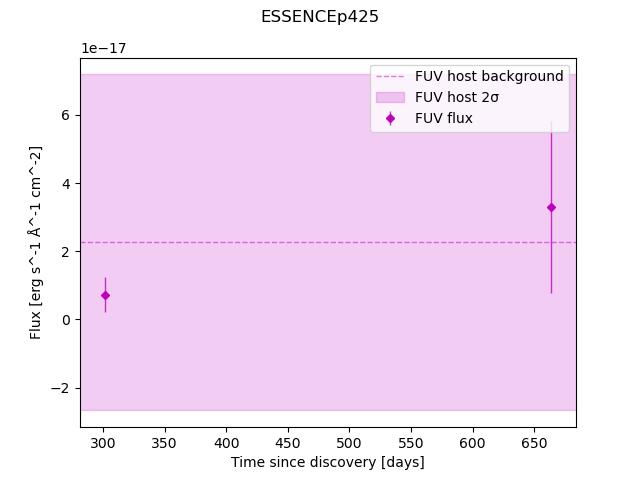 ESSENCEp425
1e−17
FUV host background
FUV host 2σ
FUV flux
6
4
2
0
−2
Flux [erg s^-1 Å^-1 cm^-2]
300 350 400 450 500 550 600 650
Time since discovery [days]